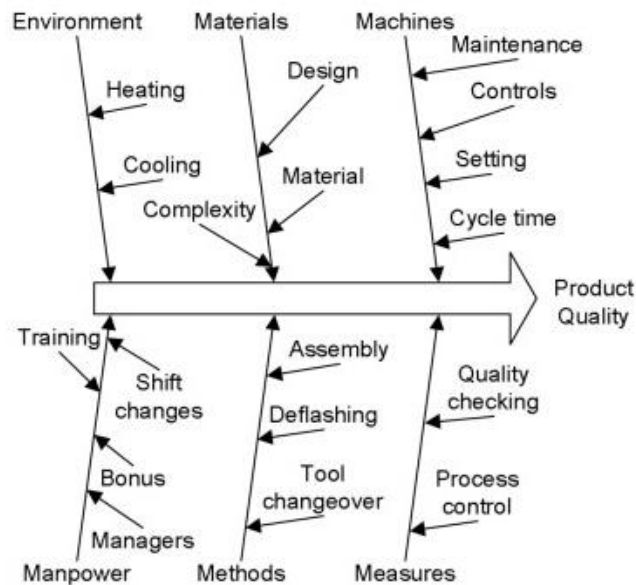 Environment
Materials
Machines
Maintenance
Heating
Design
Controls
Cooling
Material
Setting
Complexity
Cycle time
Product
Quality
Training
Shift
changes
Assembly
Quality
checking
Deflashing
Bonus
Tool
changeover
Process
control
Managers
Manpower
Methods
Measures